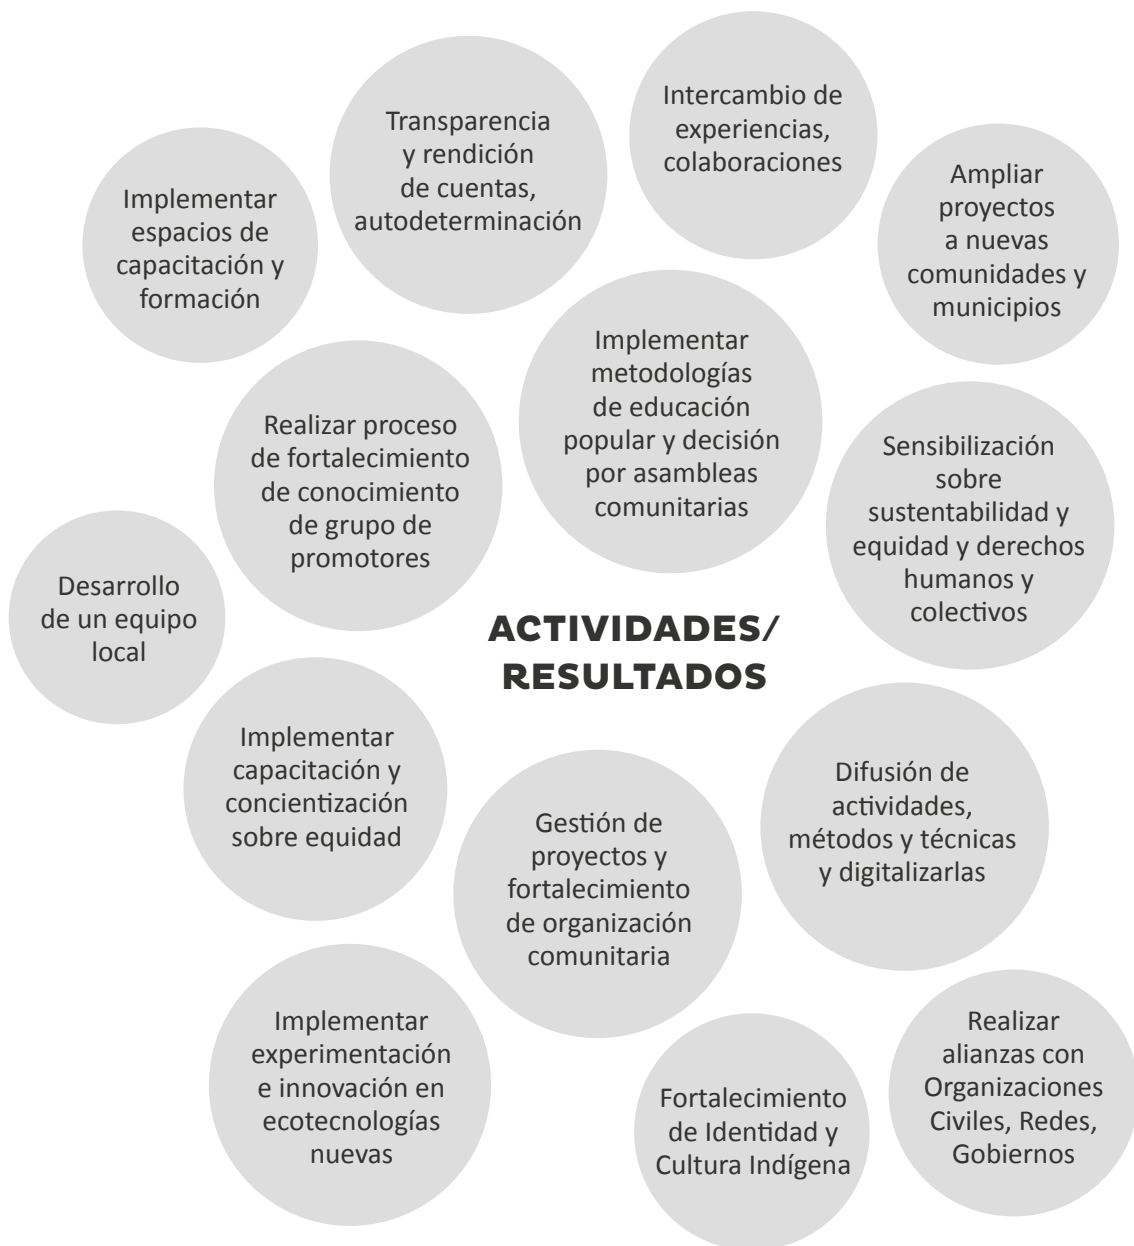 Intercambio de
experiencias,
colaboraciones
Transparencia
y rendición
de cuentas,
autodeterminación
Ampliar
proyectos
a nuevas
comunidades y
municipios
Implementar
espacios de
capacitación y
formación
Implementar
metodologías
de educación
popular y decisión
por asambleas
comunitarias
Realizar proceso
de fortalecimiento
de conocimiento
de grupo de
promotores
Sensibilización
sobre
sustentabilidad y
equidad y derechos
humanos y
colectivos
Desarrollo
de un equipo
local
ACTIVIDADES/
RESULTADOS
Implementar
capacitación y
concientización
sobre equidad
Difusión de
actividades,
métodos y técnicas
y digitalizarlas
Gestión de
proyectos y
fortalecimiento
de organización
comunitaria
Implementar
experimentación
e innovación en
ecotecnologías
nuevas
Fortalecimiento
de Identidad y
Cultura Indígena
Realizar
alianzas con
Organizaciones
Civiles, Redes,
Gobiernos